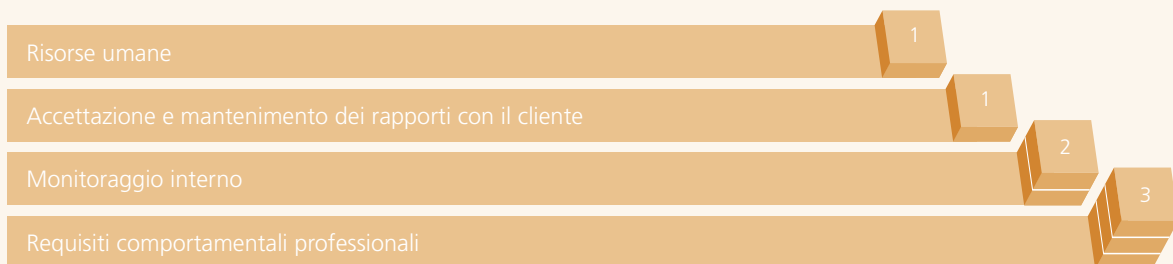 Risorse umane 1
Accettazione e mantenimento dei rapporti con il cliente 1
Monitoraggio interno 2
Requisiti comportamentali professionali 3